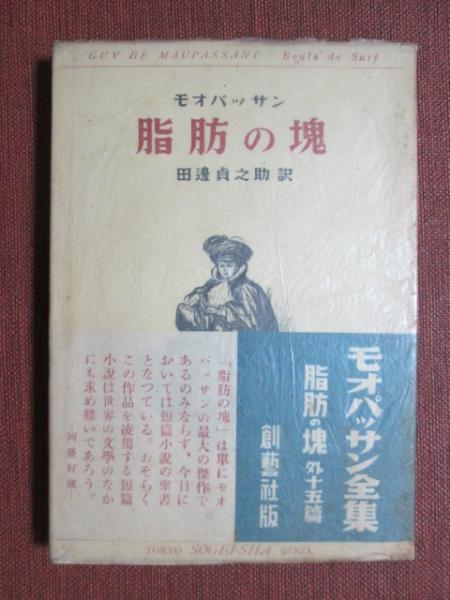 GUY DE MAUPASSANT Boule de Suif
モオパッサン
脂肪の塊
田邊貞之助訳
モオパッサン全集
脂肪の塊 外十五篇
創藝社版
「脂肪の塊」は單にモオ
パッサンの最大の傑作で
あるのみならず、今日に
おいては短篇小説の聖書
となつている。おそらく
この作品を凌駕する短篇
小説は世界の文學のなか
にも求め難いであろう。
―河盛好蔵―
TOKYO SOGEISHA GINZA